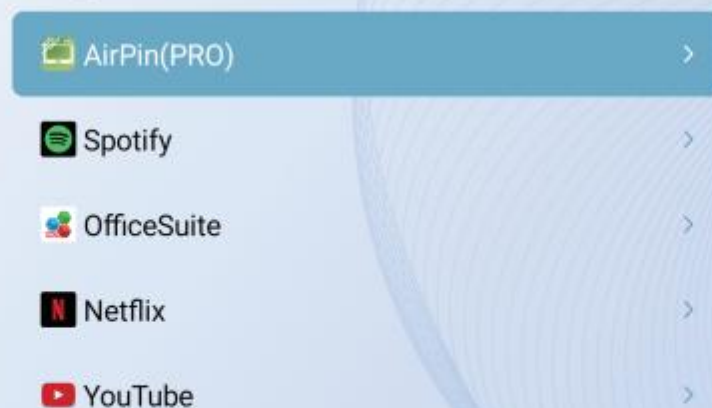 AirPin(PRO)
Spotify
OfficeSuite
N Netflix
YouTube